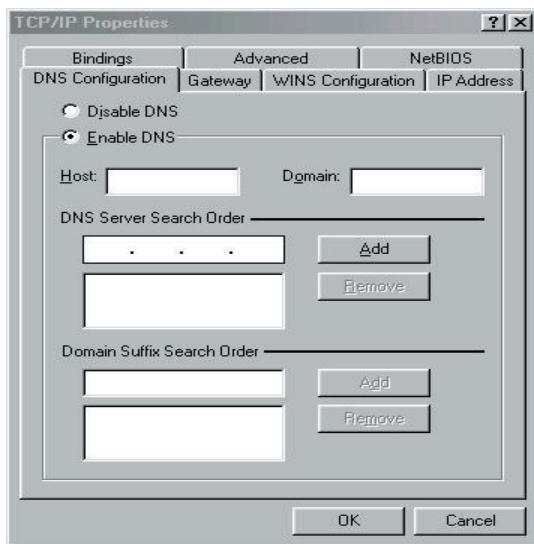 TCP/IP Properties
Bindings Advanced NetBIOS
DNS Configuration Gateway WINS Configuration IP Address
Disable DNS
Enable DNS
Host: Domain:
DNS Server Search Order
. . . Add
Remove
Domain Suffix Search Order
Add
Remove
OK Cancel